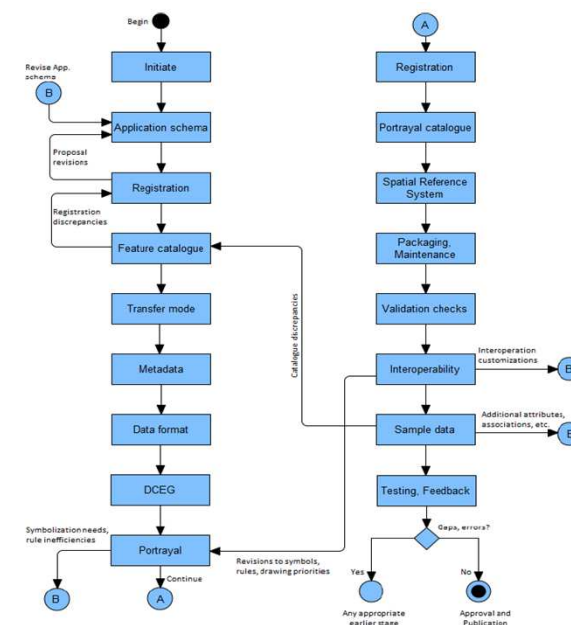 Begin
Initiate
Revise App.
schema
B
Application schema
Proposal
revisions
Registration
Registration
discrepancies
Feature catalogue
Transfer mode
Metadata
Data format
DCEG
Symbolization needs,
rule inefficiencies
Portrayal
Continue
B
A
A
Registration
Portrayal catalogue
Spatial Reference
System
Packaging,
Maintenance
Validation checks
Catalogue discrepancies
Interoperability
Interoperation
customizations
B
Sample data
Additional attributes,
associations, etc.
B
Testing, Feedback
Gaps, errors?
Revisions to symbols,
rules, drawing priorities
Yes
No
Any appropriate
earlier stage
Approval and
Publication